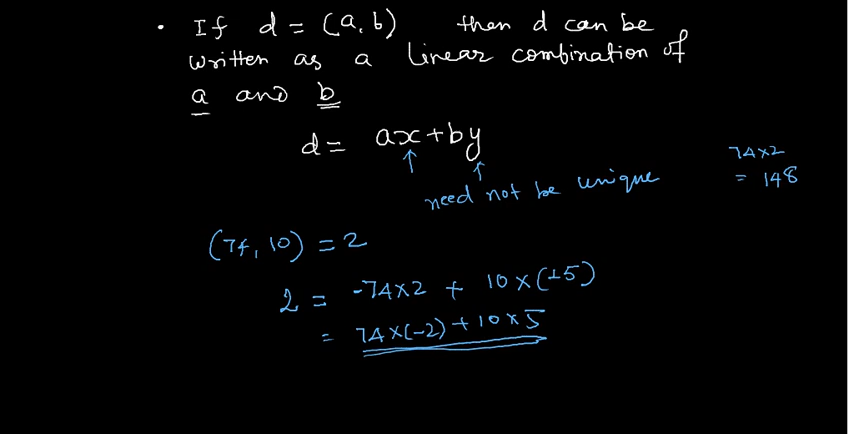 • If d = (a, b) then d can be
written as a linear combination of
a and b
d = ax + by
need not be unique
74×2
= 148
(74, 10) = 2
2 = -74×2 + 10×(+5)
= 74×(-2) + 10×5